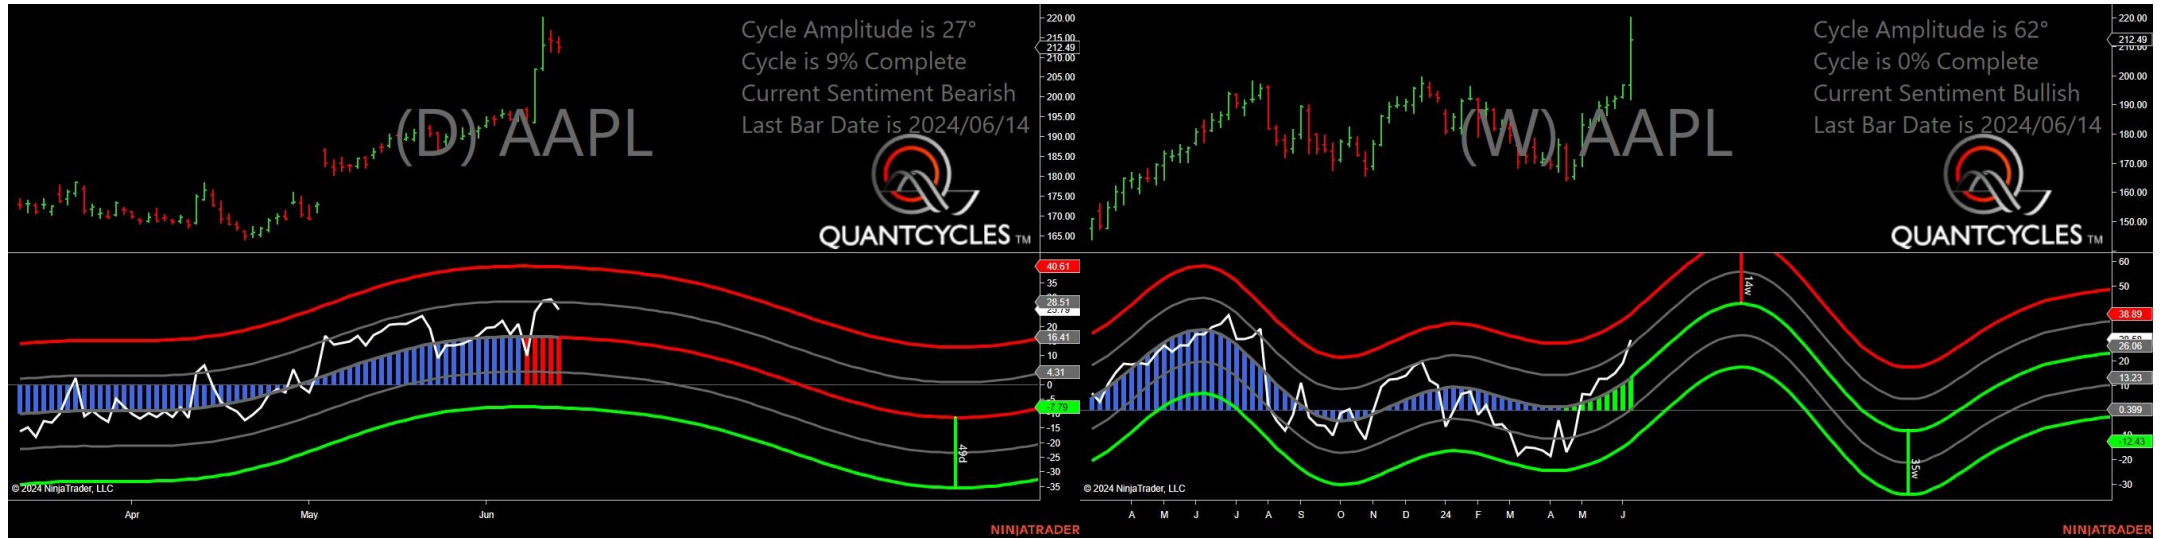 Cycle Amplitude is 27°
Cycle is 9% Complete
Current Sentiment Bearish
Last Bar Date is 2024/06/14
(D) AAPL
QUANTCYCLES TM
220.00
215.00
212.49
210.00
205.00
200.00
195.00
190.00
185.00
180.00
175.00
170.00
165.00
40.61
35
28.51
25.79
20
16.41
10
4.31
0
-7.79
-15
-20
-25
-30
-35
49d
© 2024 NinjaTrader, LLC
Apr
May
Jun
NINJATRADER
Cycle Amplitude is 62°
Cycle is 0% Complete
Current Sentiment Bullish
Last Bar Date is 2024/06/14
(W) AAPL
QUANTCYCLES TM
220.00
212.49
210.00
200.00
190.00
180.00
170.00
160.00
150.00
60
50
38.89
26.06
20
13.23
10
0.399
-12.43
-20
-30
14w
35w
© 2024 NinjaTrader, LLC
A M J J A S O N D 24 F M A M J
NINJATRADER